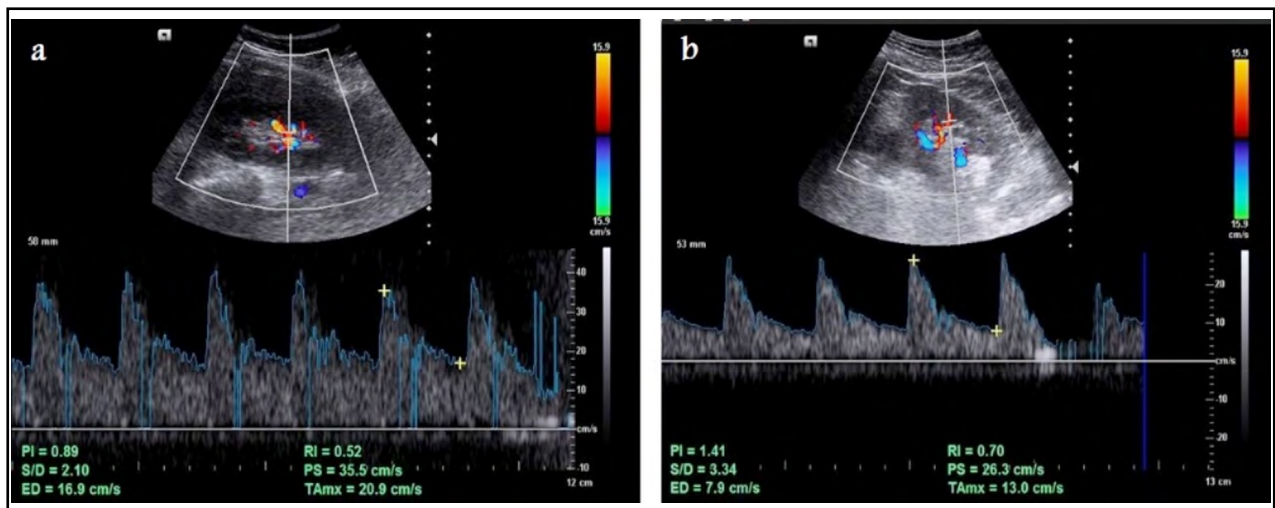 a
15.9
15.9
cm/s
50 mm
40
30
20
10
cm/s
-10
PI = 0.89
RI = 0.52
S/D = 2.10
PS = 35.5 cm/s
ED = 16.9 cm/s
TAmx = 20.9 cm/s
12 cm
b
15.9
15.9
cm/s
53 mm
20
cm/s
-10
-20
PI = 1.41
RI = 0.70
S/D = 3.34
PS = 26.3 cm/s
ED = 7.9 cm/s
TAmx = 13.0 cm/s
13 cm